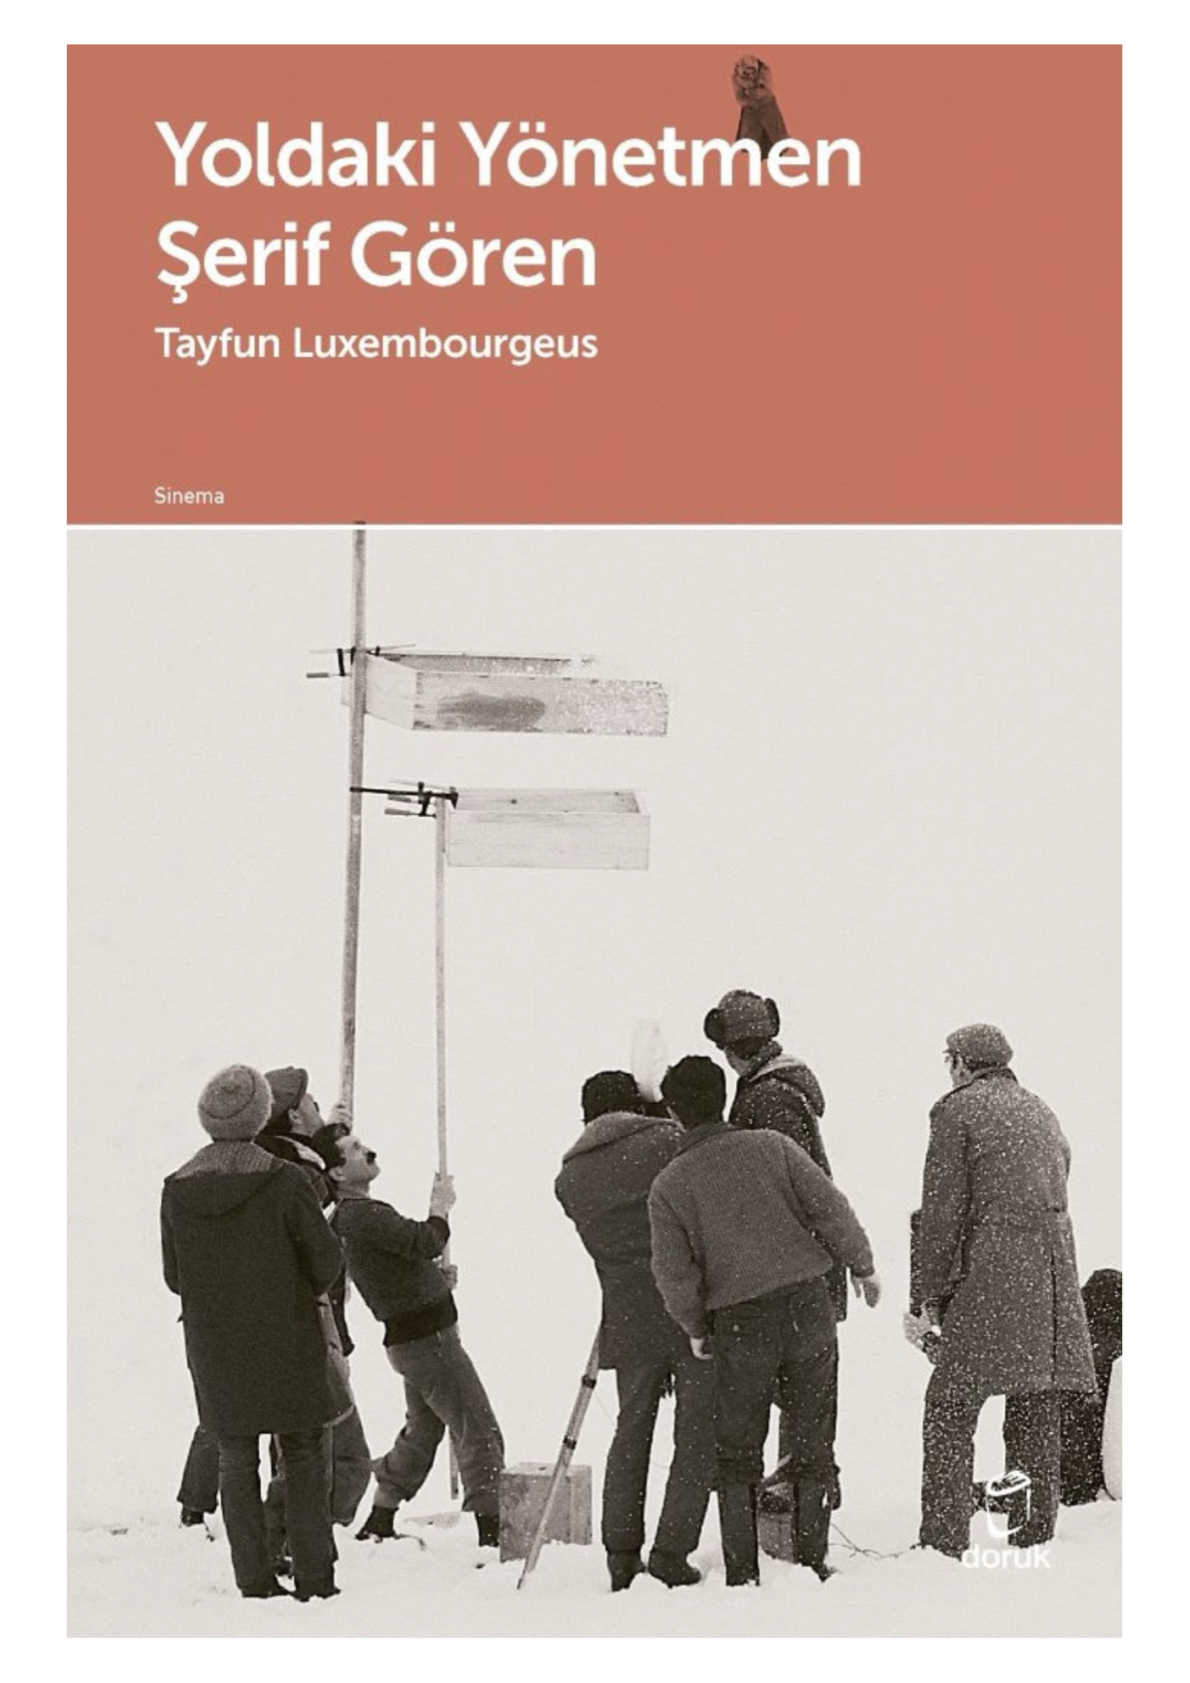 Yoldaki Yönetmen
Şerif Gören
Tayfun Luxembourgeus
Sinema
doruk